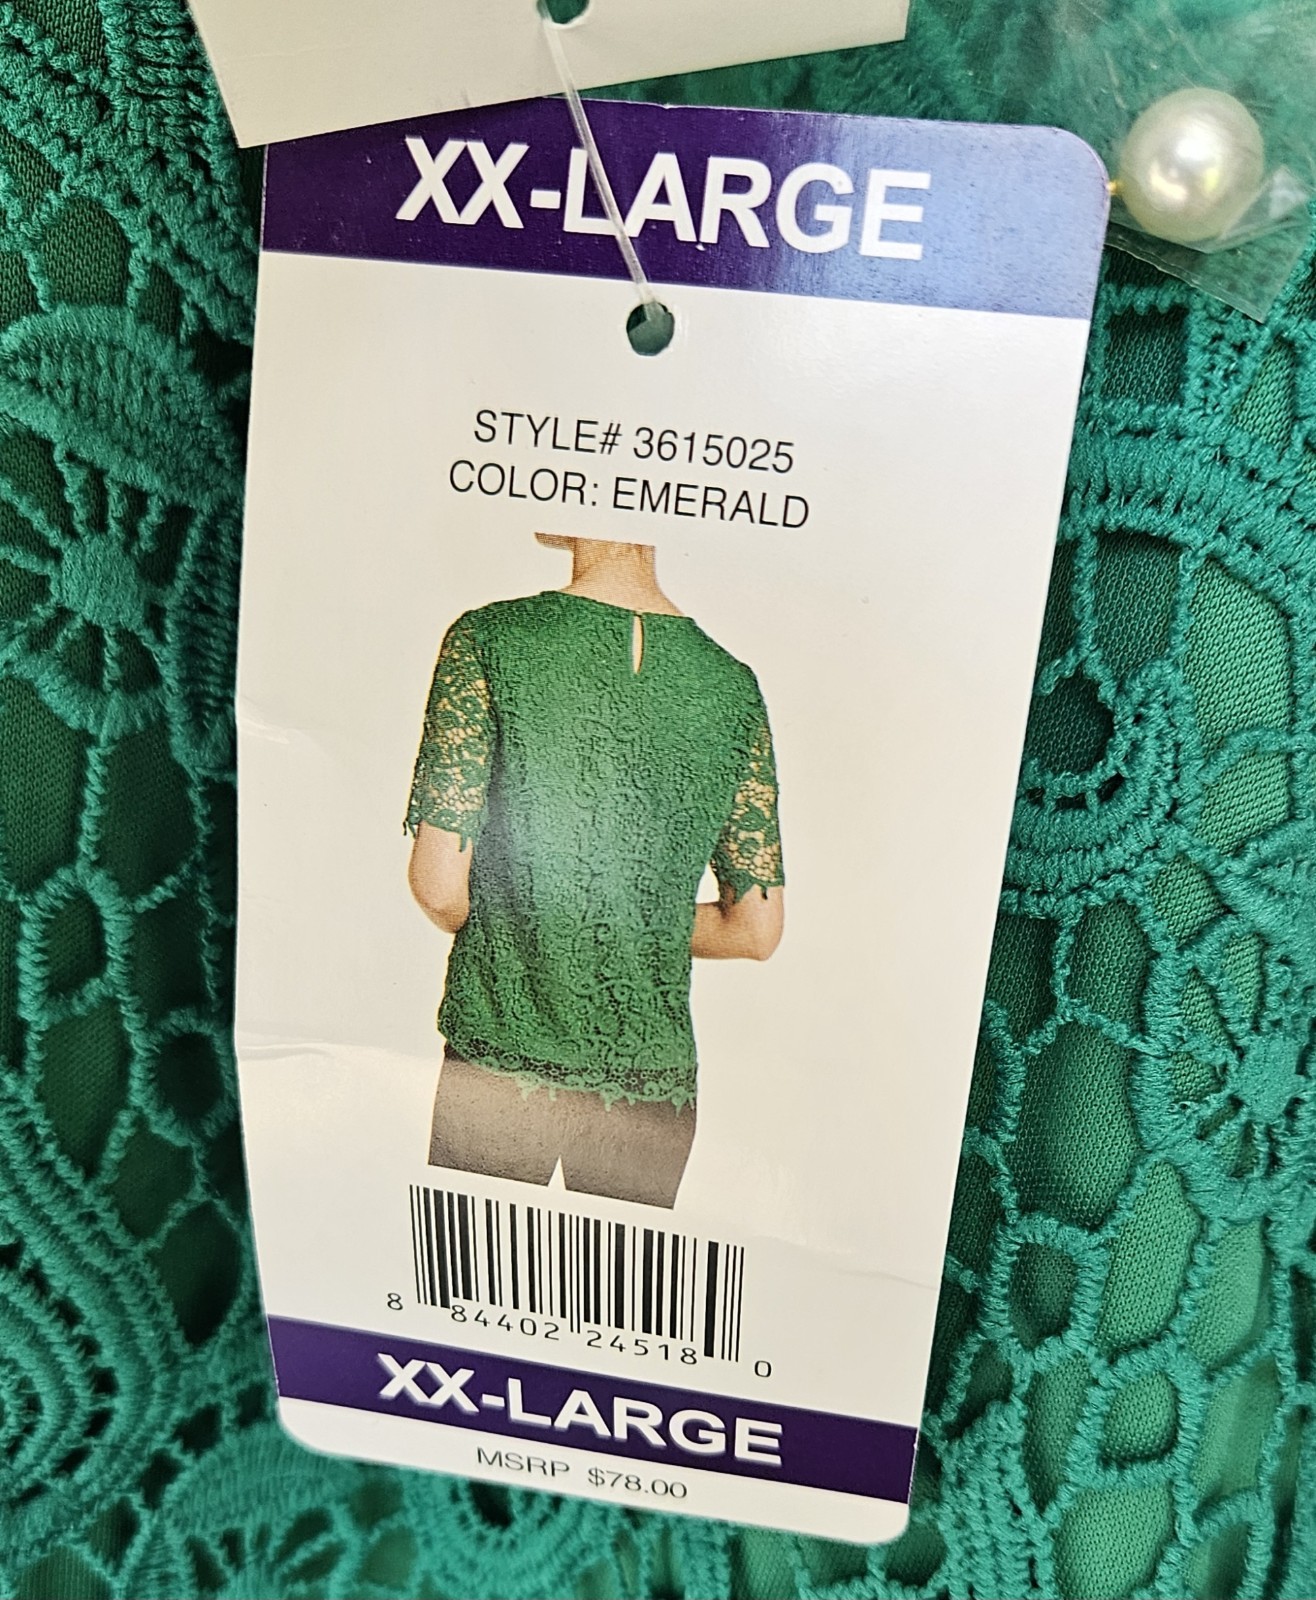 XX-LARGE
STYLE# 3615025
COLOR: EMERALD
8 84402 24518 0
XX-LARGE
MSRP $78.00